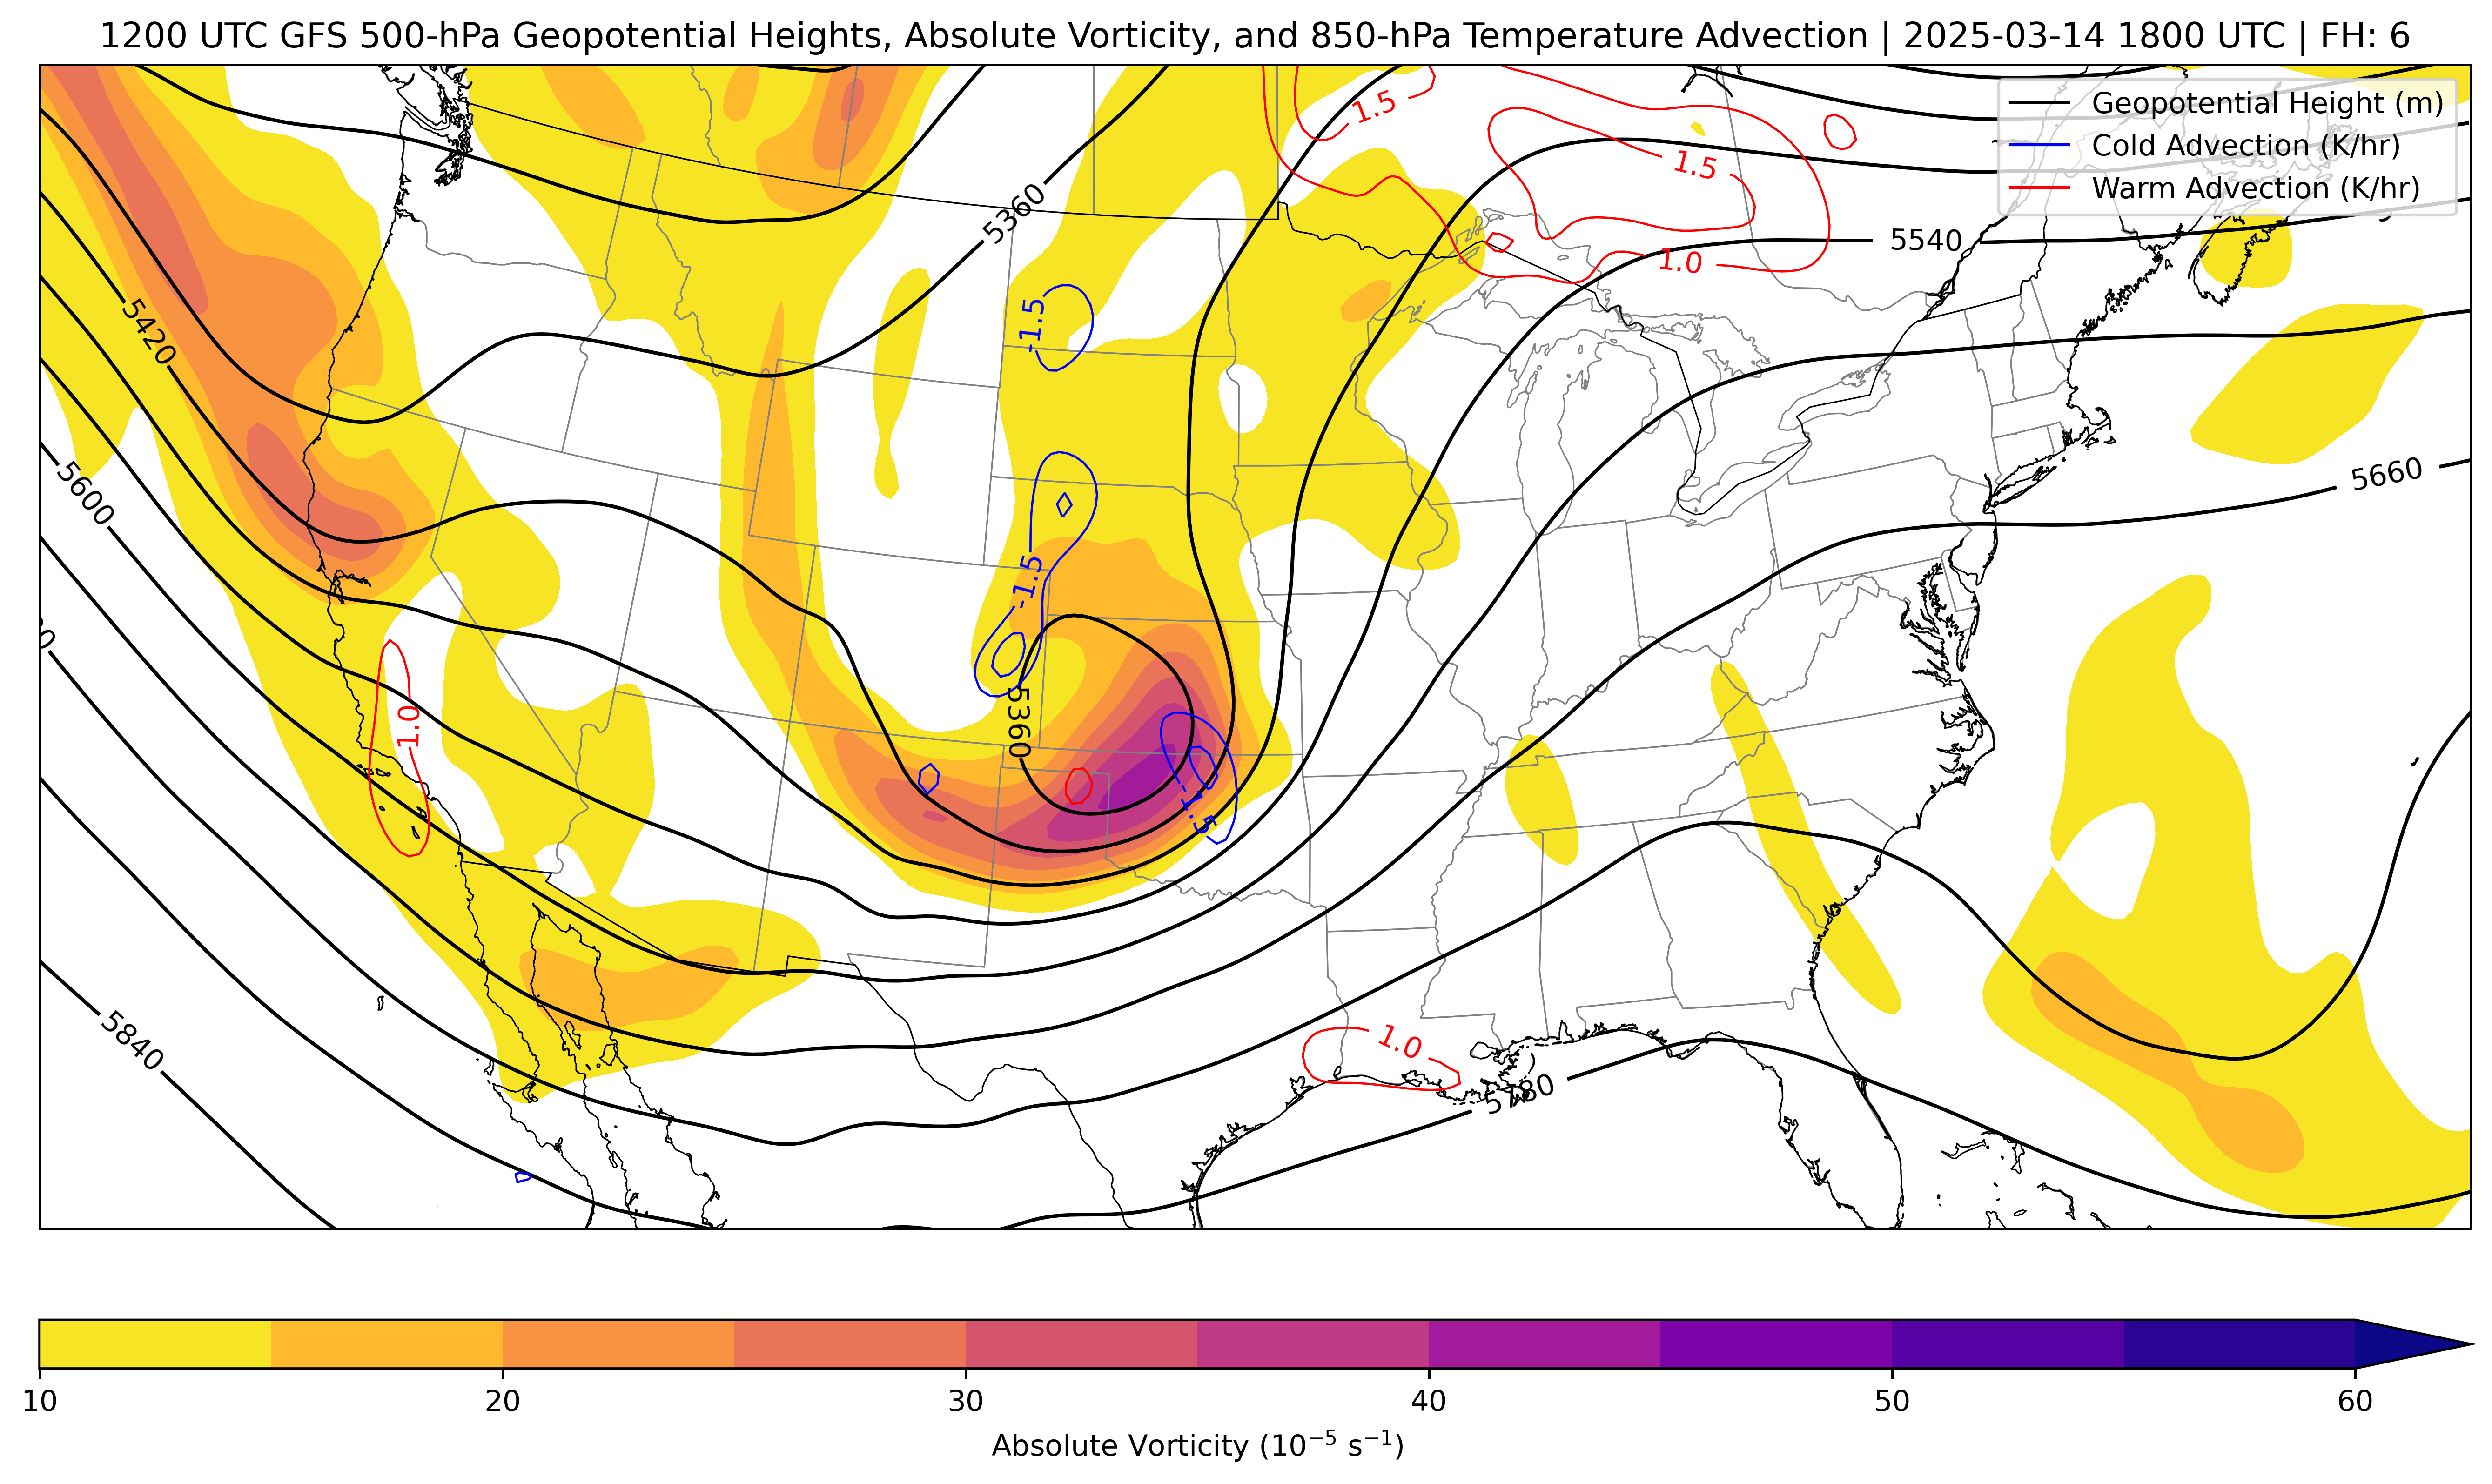 1200 UTC GFS 500-hPa Geopotential Heights, Absolute Vorticity, and 850-hPa Temperature Advection | 2025-03-14 1800 UTC | FH: 6
Geopotential Height (m)
Cold Advection (K/hr)
Warm Advection (K/hr)
1.5
1.5
5360
5540
1.0
-1.5
5420
5660
5600
-1.5
1.0
5360
-1.5
5840
1.0
5780
10 20 30 40 50 60
Absolute Vorticity (10⁻⁵ s⁻¹)